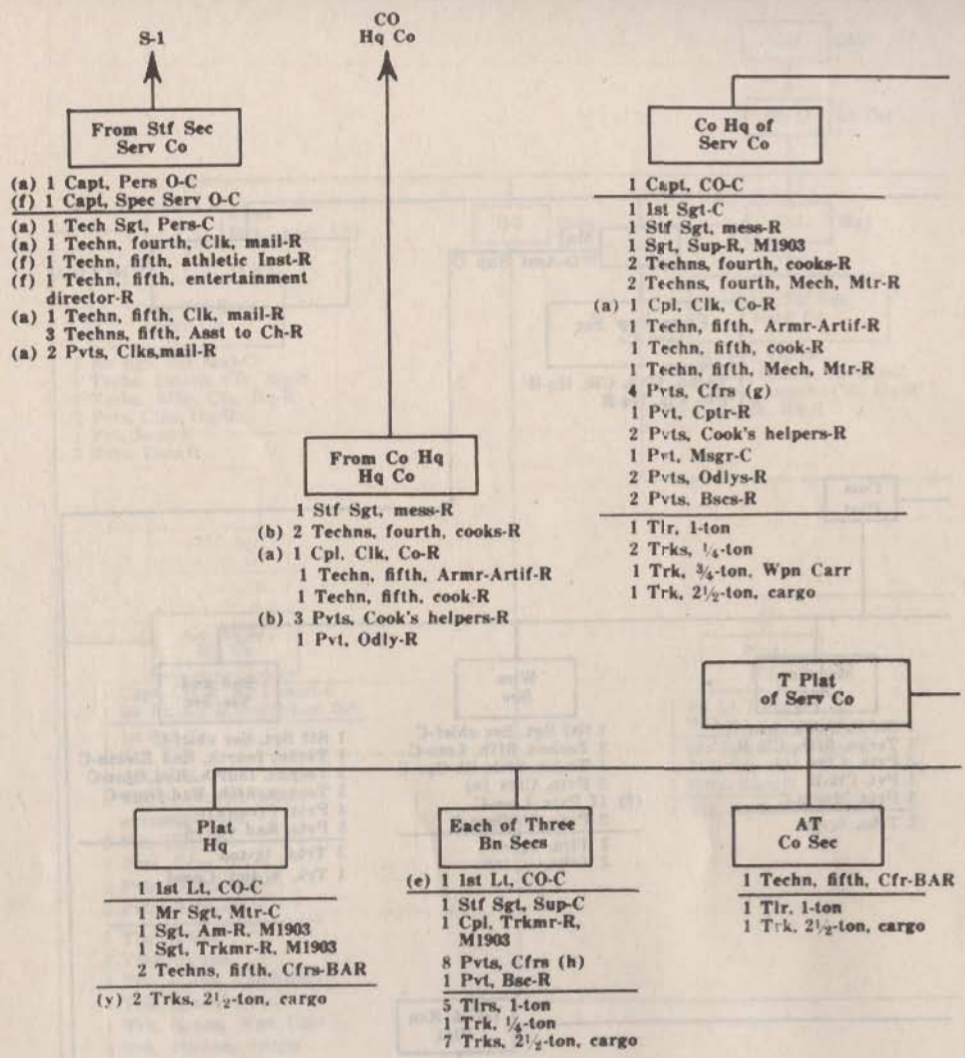 S-1
CO
Hq Co
From Stf Sec
Serv Co
(a) 1 Capt, Pers O-C
(f) 1 Capt, Spec Serv O-C
(a) 1 Tech Sgt, Pers-C
(a) 1 Techn, fourth, Clk, mail-R
(f) 1 Techn, fifth, athletic Inst-R
(f) 1 Techn, fifth, entertainment
director-R
(a) 1 Techn, fifth, Clk, mail-R
3 Techns, fifth, Asst to Ch-R
(a) 2 Pvts, Clks,mail-R
From Co Hq
Hq Co
1 Stf Sgt, mess-R
(b) 2 Techns, fourth, cooks-R
(a) 1 Cpl, Clk, Co-R
1 Techn, fifth, Armr-Artif-R
1 Techn, fifth, cook-R
(b) 3 Pvts, Cook's helpers-R
1 Pvt, Odly-R
Co Hq of
Serv Co
1 Capt, CO-C
1 1st Sgt-C
1 Stf Sgt, mess-R
1 Sgt, Sup-R, M1903
2 Techns, fourth, cooks-R
2 Techns, fourth, Mech, Mtr-R
(a) 1 Cpl, Clk, Co-R
1 Techn, fifth, Armr-Artif-R
1 Techn, fifth, cook-R
1 Techn, fifth, Mech, Mtr-R
4 Pvts, Cfrs (g)
1 Pvt, Cptr-R
2 Pvts, Cook's helpers-R
1 Pvt, Msgr-C
2 Pvts, Odlys-R
2 Pvts, Bscs-R
1 Tlr, 1-ton
2 Trks, ¼-ton
1 Trk, ¾-ton, Wpn Carr
1 Trk, 2½-ton, cargo
T Plat
of Serv Co
Plat
Hq
1 1st Lt, CO-C
1 Mr Sgt, Mtr-C
1 Sgt, Am-R, M1903
1 Sgt, Trkmr-R, M1903
2 Techns, fifth, Cfrs-BAR
(y) 2 Trks, 2½-ton, cargo
Each of Three
Bn Secs
(e) 1 1st Lt, CO-C
1 Stf Sgt, Sup-C
1 Cpl, Trkmr-R,
M1903
8 Pvts, Cfrs (h)
1 Pvt, Bsc-R
5 Tlrs, 1-ton
1 Trk, ¼-ton
7 Trks, 2½-ton, cargo
AT
Co Sec
1 Techn, fifth, Cfr-BAR
1 Tlr, 1-ton
1 Trk, 2½-ton, cargo